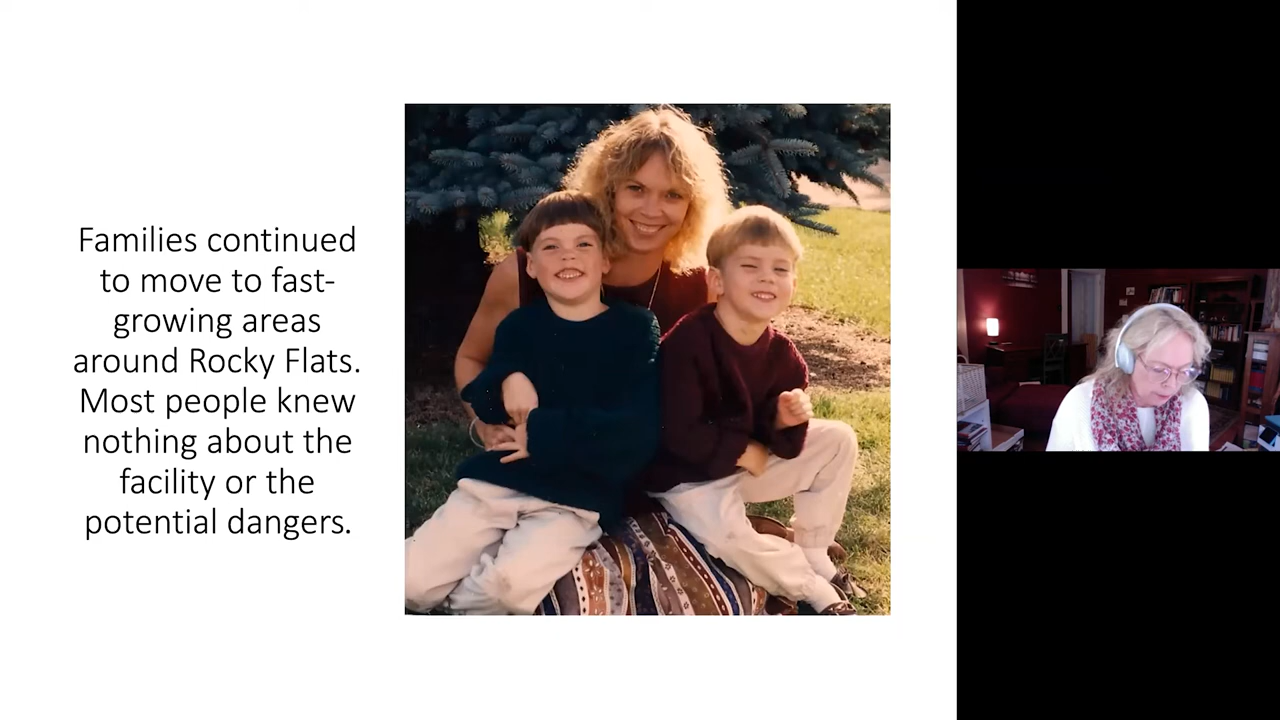 Families continued
to move to fast-
growing areas
around Rocky Flats.
Most people knew
nothing about the
facility or the
potential dangers.